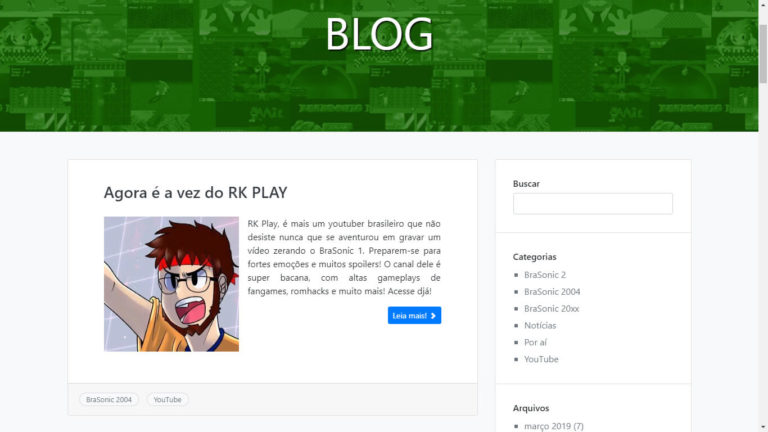 BLOG
Agora é a vez do RK PLAY
RK Play, é mais um youtuber brasileiro que não
desiste nunca que se aventurou em gravar um
vídeo zerando o BraSonic 1. Preparem-se para
fortes emoções e muitos spoilers! O canal dele é
super bacana, com altas gameplays de
fangames, romhacks e muito mais! Acesse djá!
Leia mais!
BraSonic 2004
YouTube
Buscar
Categorias
BraSonic 2
BraSonic 2004
BraSonic 20xx
Notícias
Por aí
YouTube
Arquivos
março 2019 (7)